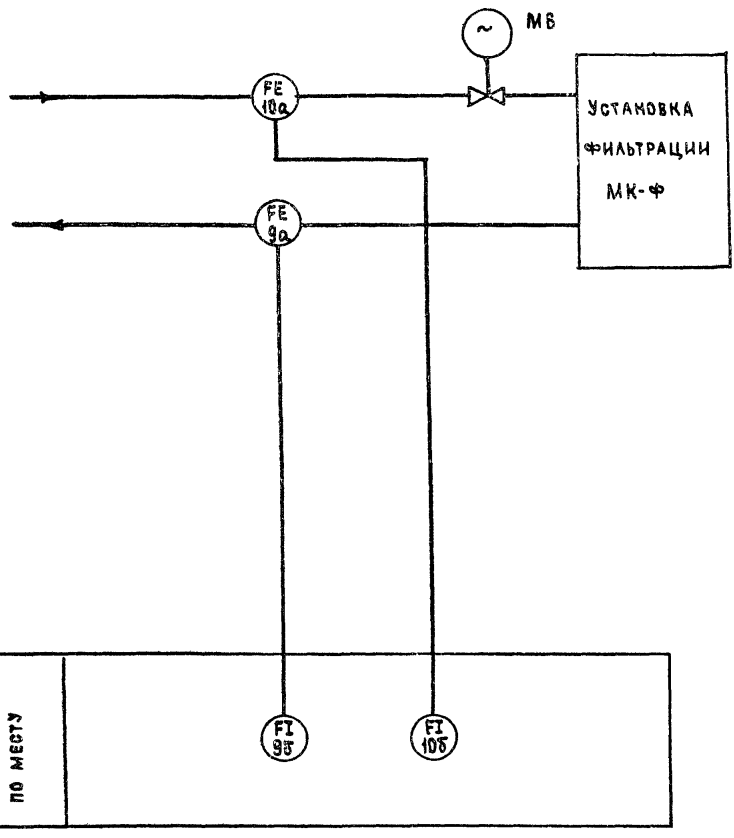 ~
МВ
FE
10а
УСТАНОВКА
ФИЛЬТРАЦИИ
МК-Ф
FE
9а
ПО МЕСТУ
FI
9б
FI
10б